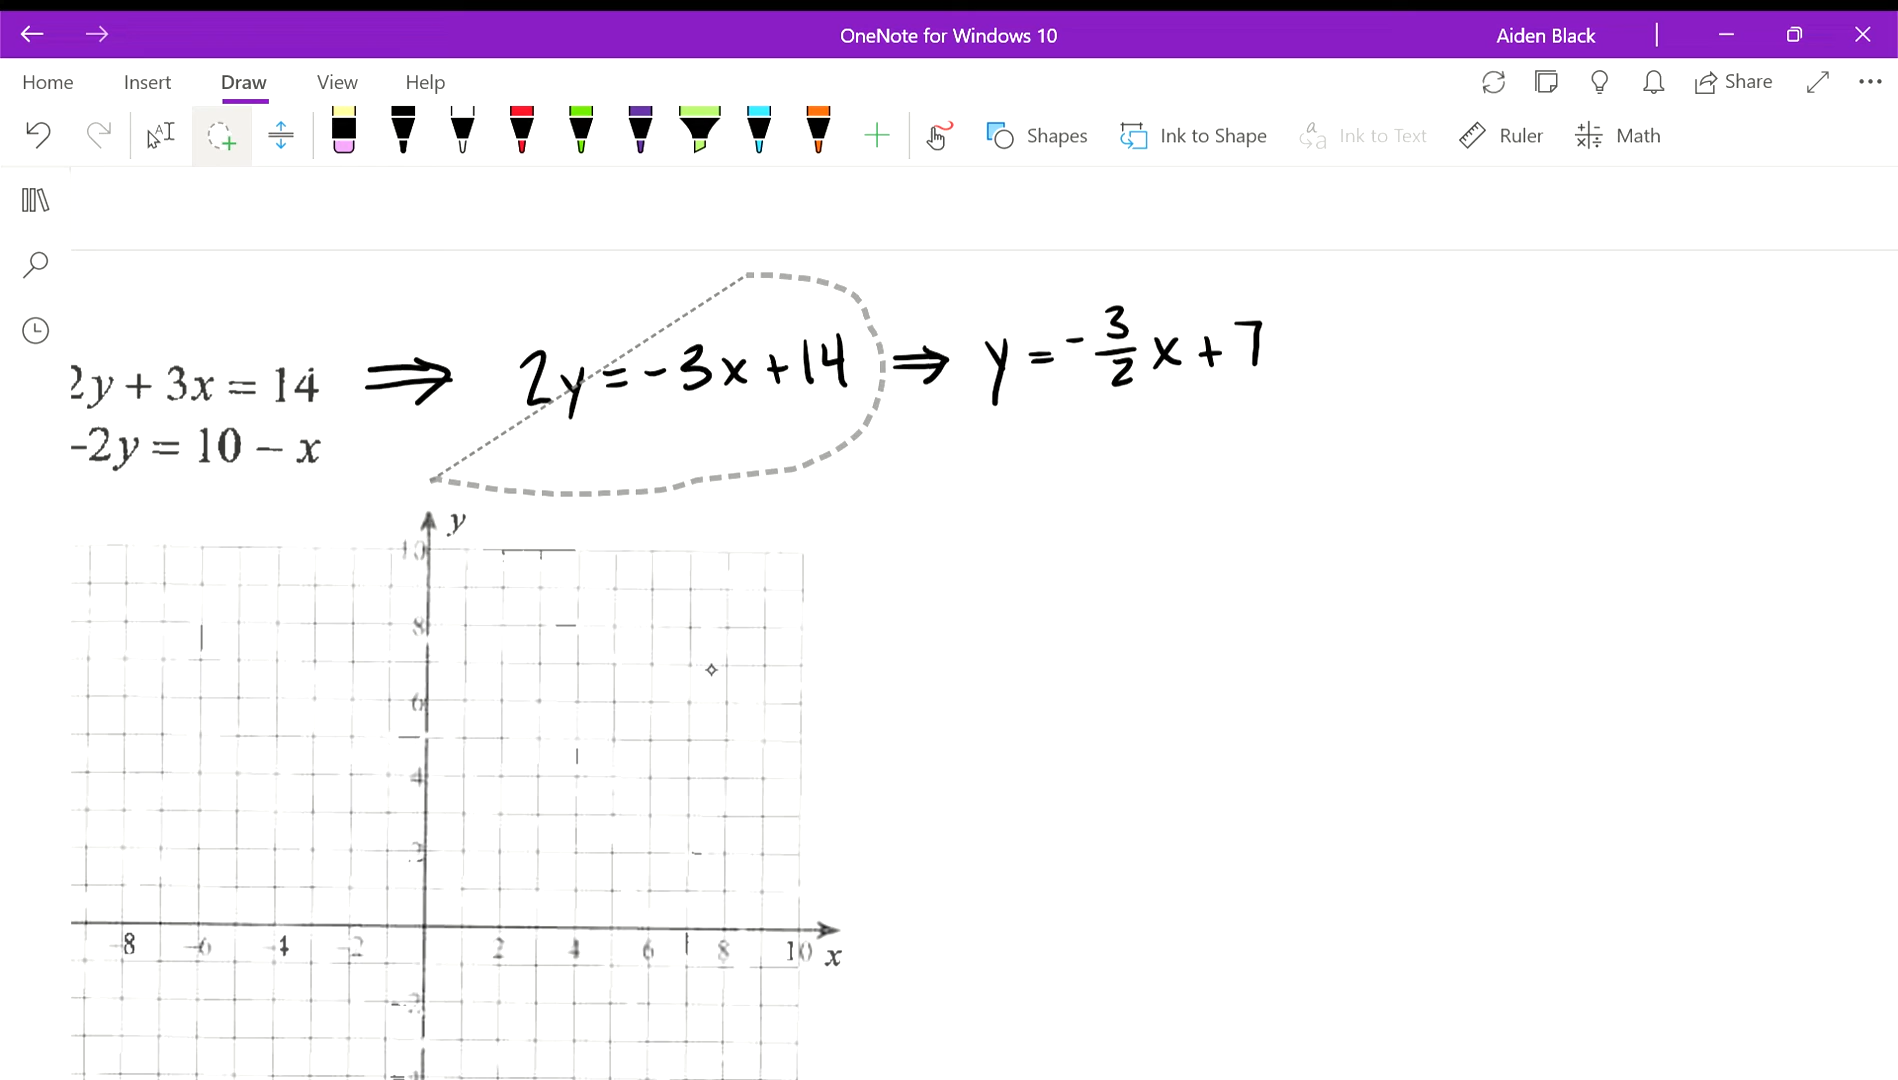 OneNote for Windows 10
Aiden Black
Home Insert Draw View Help Share
Shapes Ink to Shape Ink to Text Ruler Math
2y + 3x = 14 ⟹ 2y = -3x + 14 ⟹ y = -3/2 x + 7
-2y = 10 – x
y
10
8
6
4
2
-8 -6 -4 -2 2 4 6 8 10 x
-2